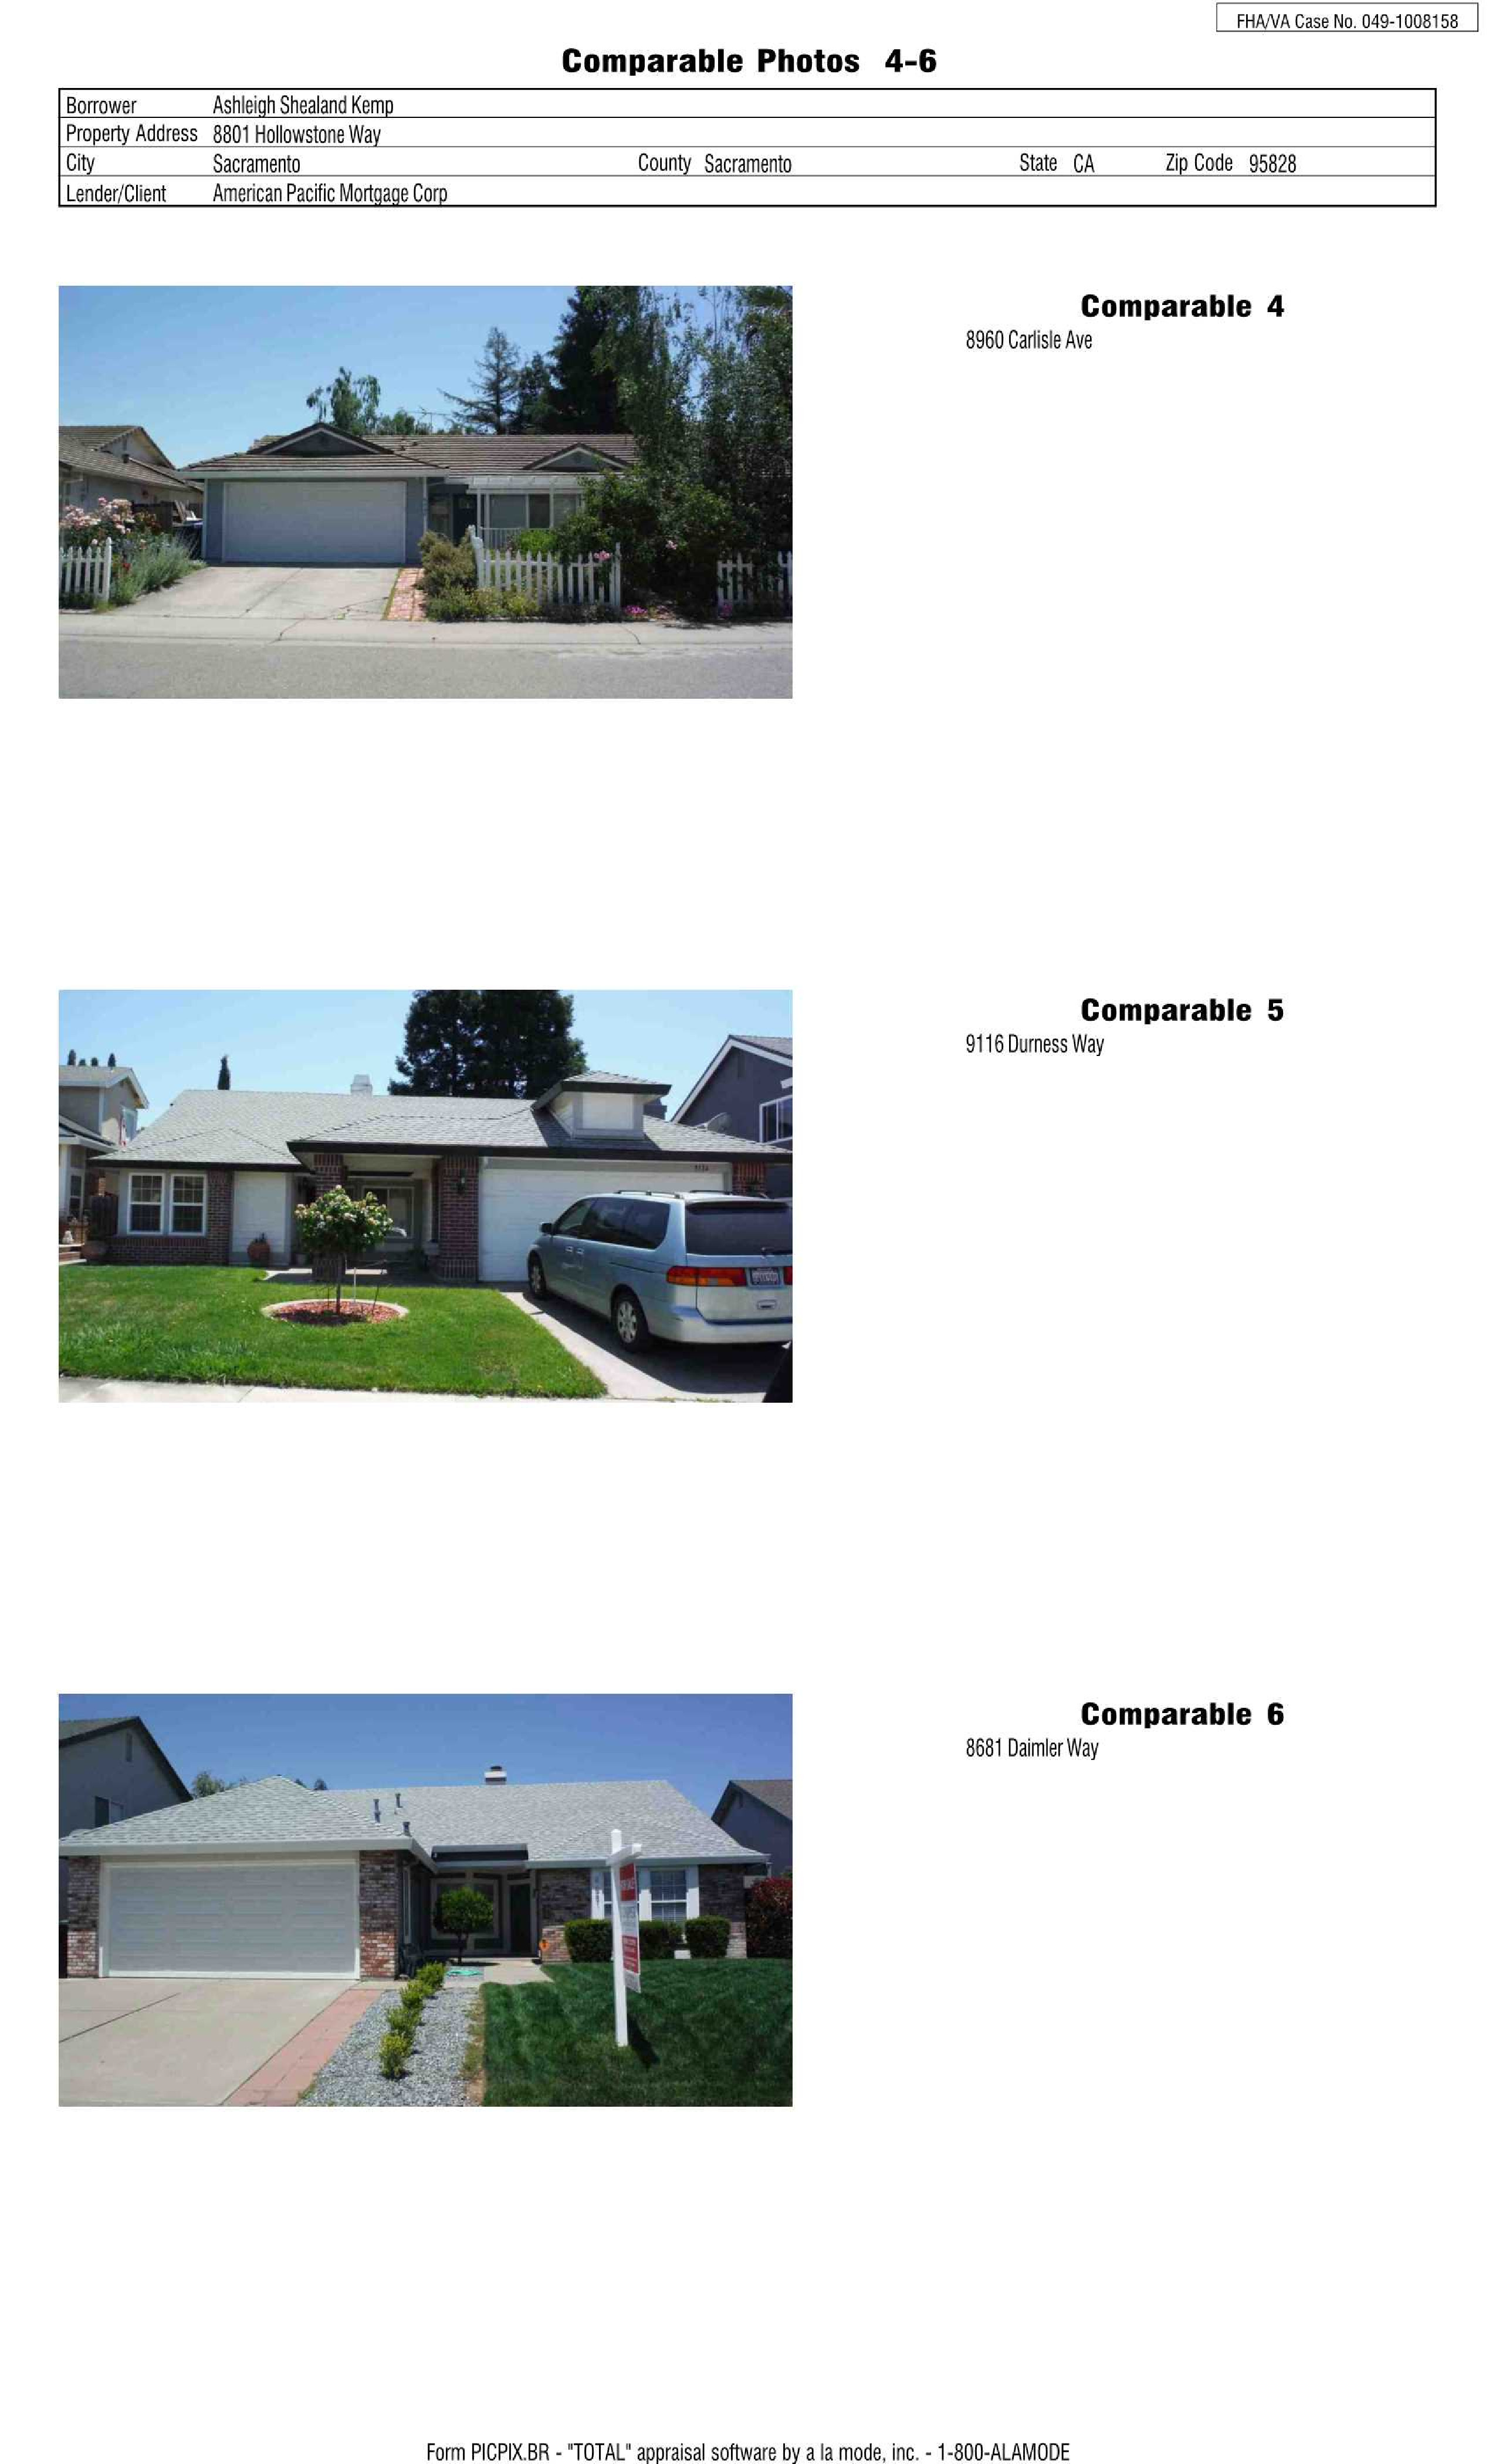 FHA/VA Case No. 049-1008158
Comparable Photos 4-6
Borrower Ashleigh Shealand Kemp
Property Address 8801 Hollowstone Way
City Sacramento County Sacramento State CA Zip Code 95828
Lender/Client American Pacific Mortgage Corp
Comparable 4
8960 Carlisle Ave
Comparable 5
9116 Durness Way
Comparable 6
8681 Daimler Way
Form PICPIX.BR - "TOTAL" appraisal software by a la mode, inc. - 1-800-ALAMODE